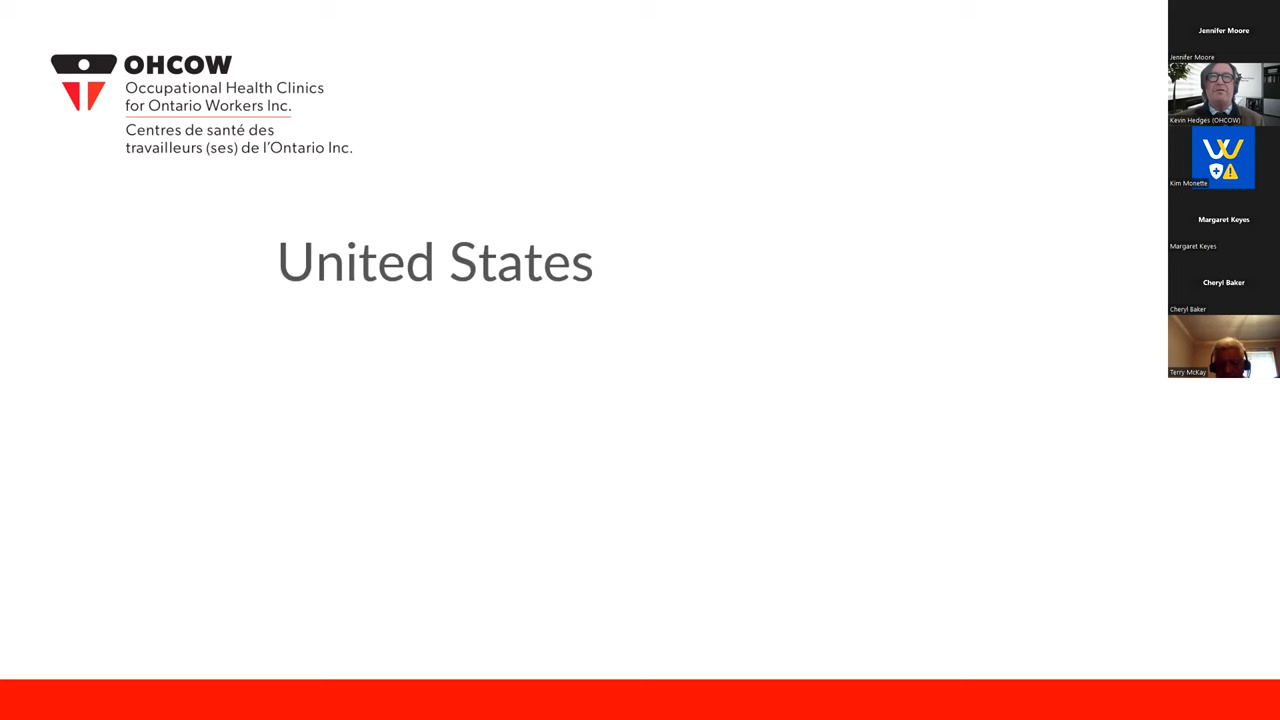 OHCOW
Occupational Health Clinics
for Ontario Workers Inc.
Centres de santé des
travailleurs (ses) de l'Ontario Inc.
United States
Jennifer Moore
Jennifer Moore
Kevin Hedges (OHCOW)
Kim Monette
Margaret Keyes
Margaret Keyes
Cheryl Baker
Cheryl Baker
Terry McKay